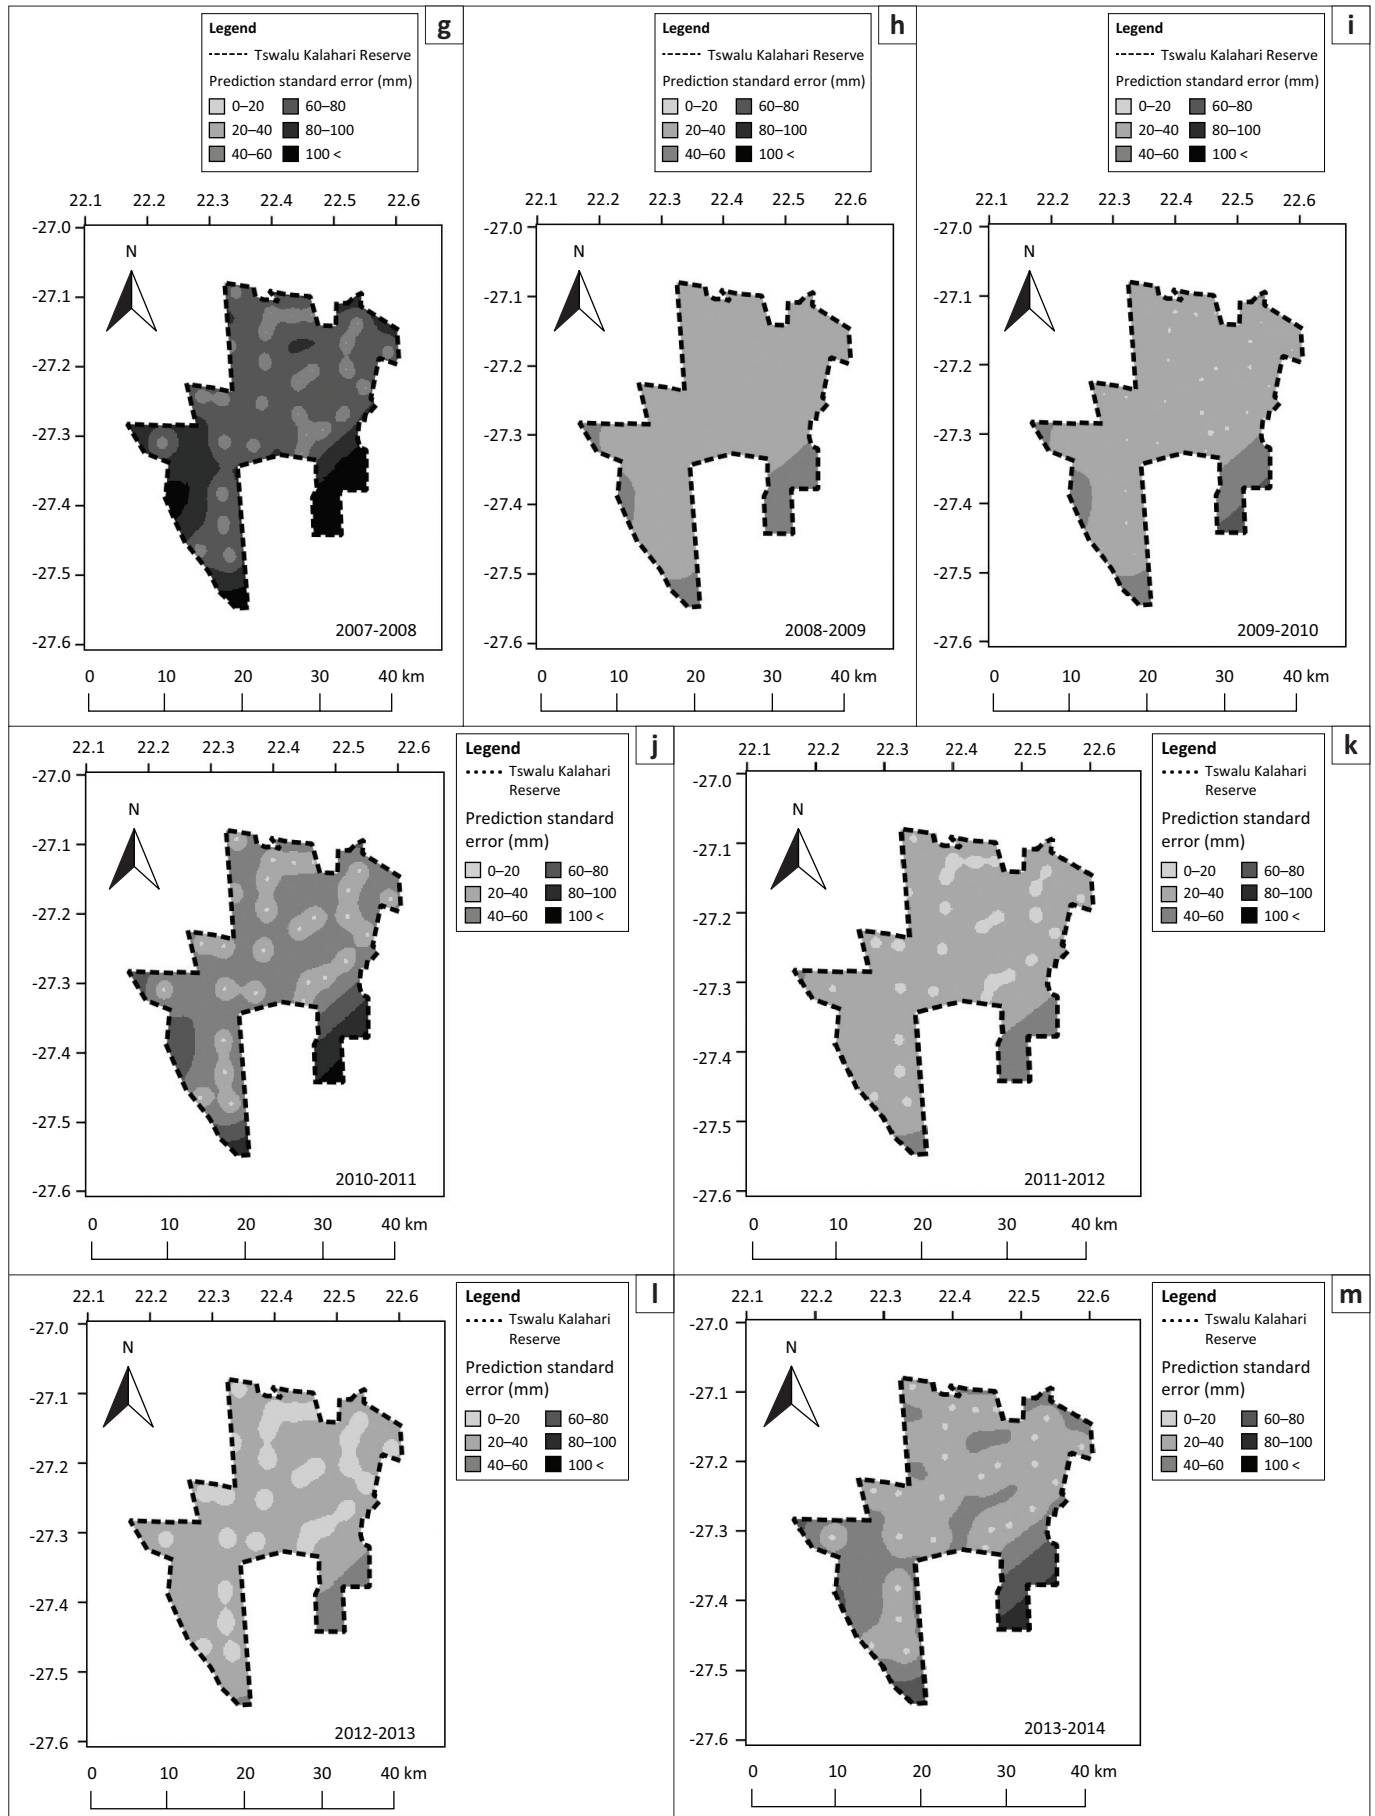 g
Legend
Tswalu Kalahari Reserve
Prediction standard error (mm)
0–20 60–80
20–40 80–100
40–60 100 <
22.1 22.2 22.3 22.4 22.5 22.6
-27.0
-27.1
-27.2
-27.3
-27.4
-27.5
-27.6
N
2007-2008
0 10 20 30 40 km
h
Legend
Tswalu Kalahari Reserve
Prediction standard error (mm)
0–20 60–80
20–40 80–100
40–60 100 <
22.1 22.2 22.3 22.4 22.5 22.6
-27.0
-27.1
-27.2
-27.3
-27.4
-27.5
-27.6
N
2008-2009
0 10 20 30 40 km
i
Legend
Tswalu Kalahari Reserve
Prediction standard error (mm)
0–20 60–80
20–40 80–100
40–60 100 <
22.1 22.2 22.3 22.4 22.5 22.6
-27.0
-27.1
-27.2
-27.3
-27.4
-27.5
-27.6
N
2009-2010
0 10 20 30 40 km
j
Legend
Tswalu Kalahari
Reserve
Prediction standard
error (mm)
0–20 60–80
20–40 80–100
40–60 100 <
22.1 22.2 22.3 22.4 22.5 22.6
-27.0
-27.1
-27.2
-27.3
-27.4
-27.5
-27.6
N
2010-2011
0 10 20 30 40 km
k
Legend
Tswalu Kalahari
Reserve
Prediction standard
error (mm)
0–20 60–80
20–40 80–100
40–60 100 <
22.1 22.2 22.3 22.4 22.5 22.6
-27.0
-27.1
-27.2
-27.3
-27.4
-27.5
-27.6
N
2011-2012
0 10 20 30 40 km
l
Legend
Tswalu Kalahari
Reserve
Prediction standard
error (mm)
0–20 60–80
20–40 80–100
40–60 100 <
22.1 22.2 22.3 22.4 22.5 22.6
-27.0
-27.1
-27.2
-27.3
-27.4
-27.5
-27.6
N
2012-2013
0 10 20 30 40 km
m
Legend
Tswalu Kalahari
Reserve
Prediction standard
error (mm)
0–20 60–80
20–40 80–100
40–60 100 <
22.1 22.2 22.3 22.4 22.5 22.6
-27.0
-27.1
-27.2
-27.3
-27.4
-27.5
-27.6
N
2013-2014
0 10 20 30 40 km